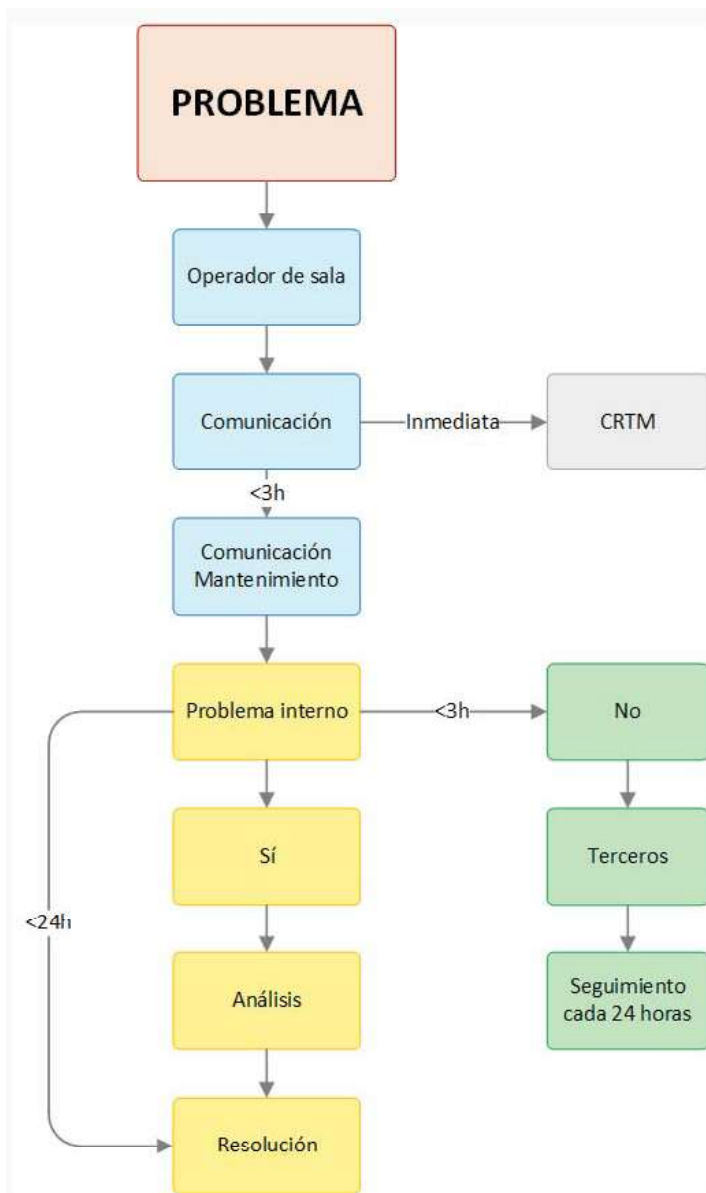 PROBLEMA
Operador de sala
Comunicación
Inmediata
CRTM
<3h
Comunicación
Mantenimiento
Problema interno
<3h
No
Sí
Terceros
<24h
Análisis
Seguimiento
cada 24 horas
Resolución